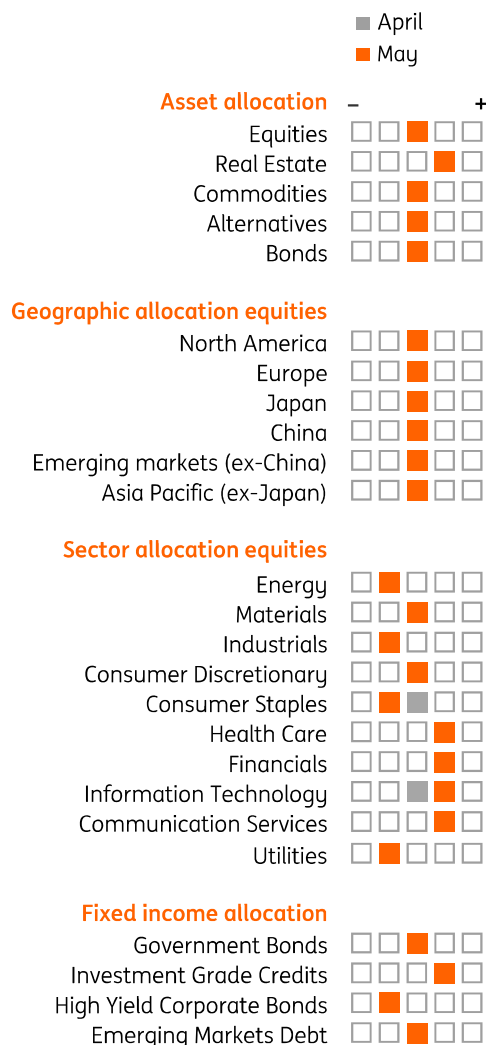 April
May
Asset allocation – +
Equities
Real Estate
Commodities
Alternatives
Bonds
Geographic allocation equities
North America
Europe
Japan
China
Emerging markets (ex-China)
Asia Pacific (ex-Japan)
Sector allocation equities
Energy
Materials
Industrials
Consumer Discretionary
Consumer Staples
Health Care
Financials
Information Technology
Communication Services
Utilities
Fixed income allocation
Government Bonds
Investment Grade Credits
High Yield Corporate Bonds
Emerging Markets Debt